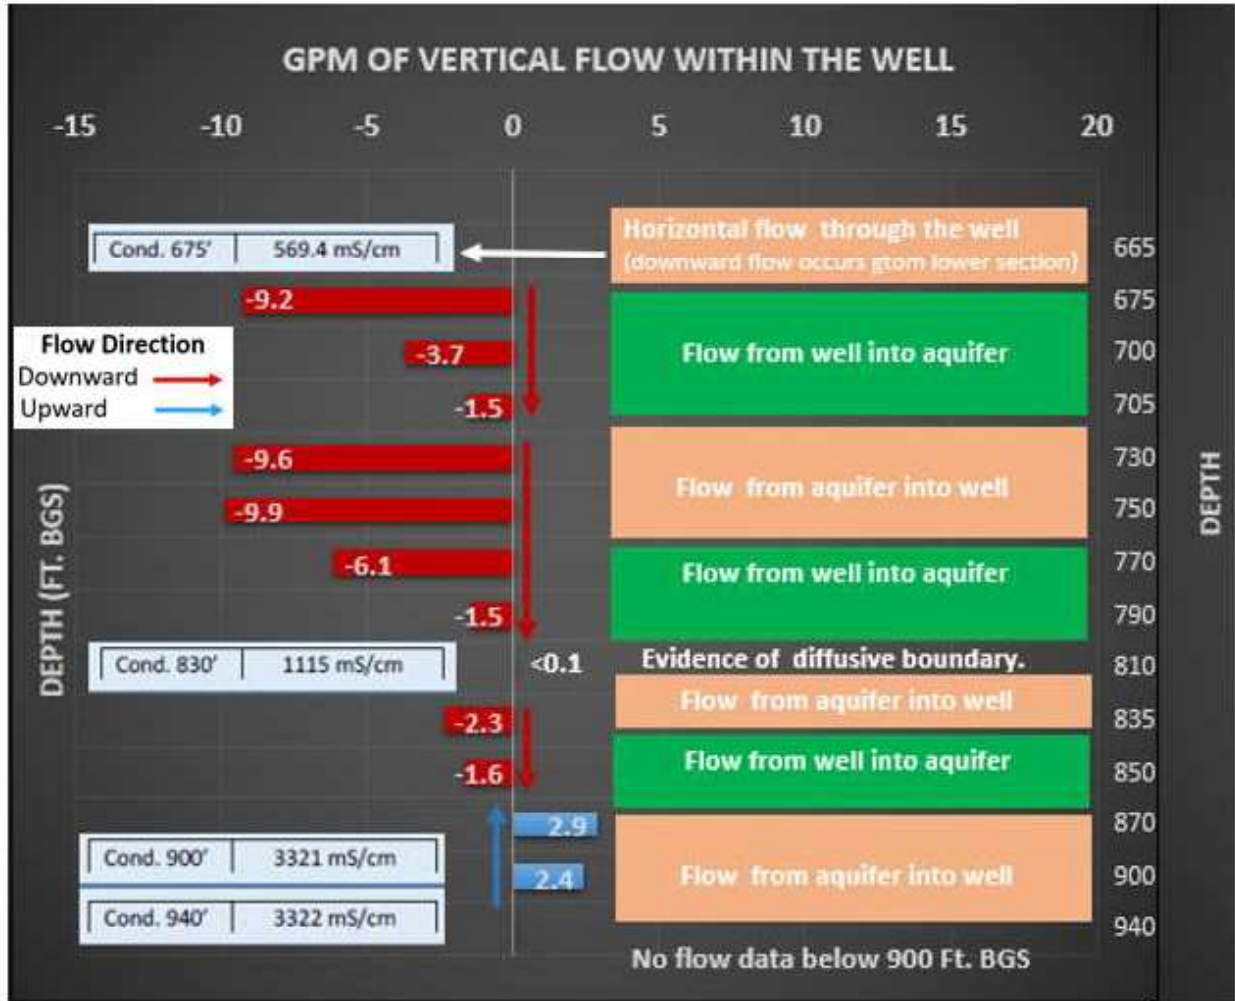 GPM OF VERTICAL FLOW WITHIN THE WELL
-15 -10 -5 0 5 10 15 20
Horizontal flow through the well
(downward flow occurs gtom lower section)
665
Cond. 675' 569.4 mS/cm
-9.2
675
Flow Direction
Downward
Upward
-3.7
Flow from well into aquifer
700
-1.5
705
-9.6
730
Flow from aquifer into well
-9.9
750
-6.1
Flow from well into aquifer
770
-1.5
790
DEPTH (FT. BGS)
DEPTH
Cond. 830' 1115 mS/cm
<0.1
Evidence of diffusive boundary.
810
Flow from aquifer into well
-2.3
835
-1.6
Flow from well into aquifer
850
2.9
870
Cond. 900' 3321 mS/cm
2.4
Flow from aquifer into well
900
Cond. 940' 3322 mS/cm
940
No flow data below 900 Ft. BGS